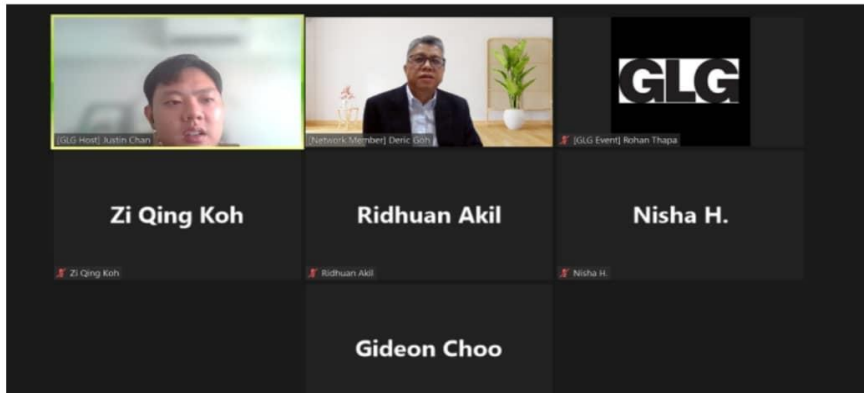 [GLG Host] Justin Chan
[Network Member] Deric Goh
GLG
[GLG Event] Rohan Thapa
Zi Qing Koh
Zi Qing Koh
Ridhuan Akil
Ridhuan Akil
Nisha H.
Nisha H.
Gideon Choo